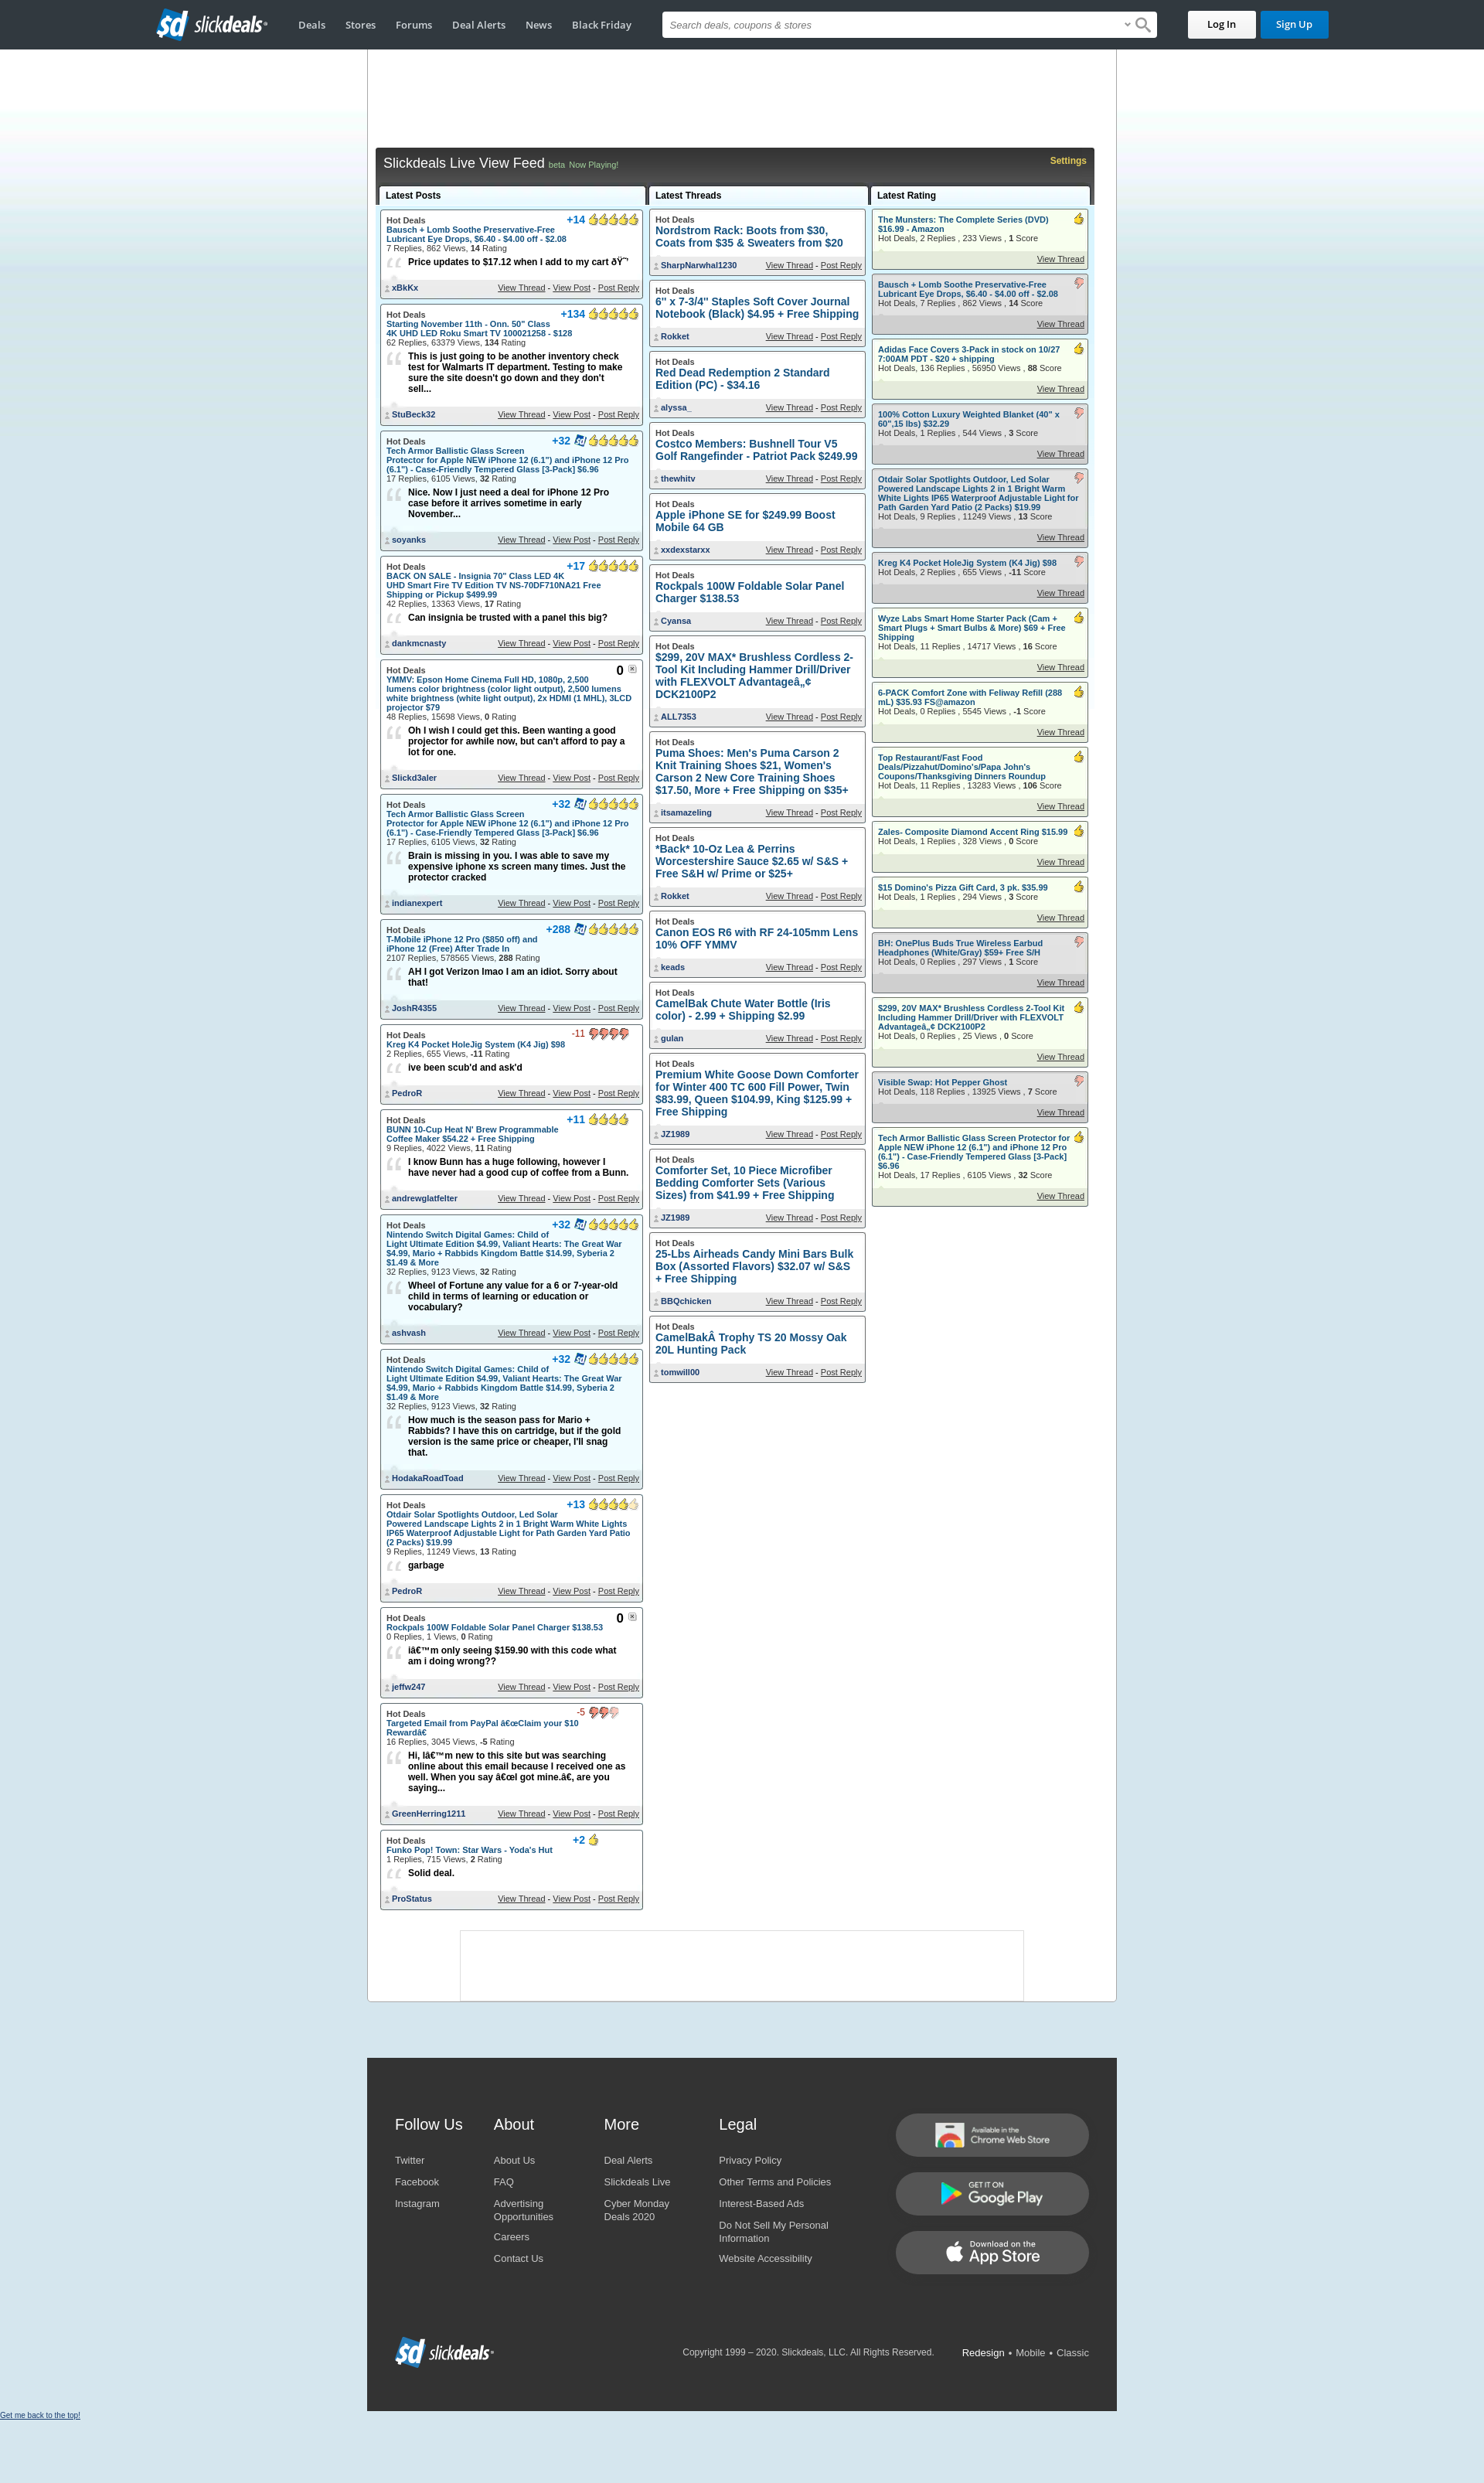 sd slickdeals
Deals
Stores
Forums
Deal Alerts
News
Black Friday
Search deals, coupons & stores
Log In
Sign Up
Slickdeals Live View Feed beta Now Playing!
Settings
Latest Posts
Hot Deals
+14
Bausch + Lomb Soothe Preservative-Free
Lubricant Eye Drops, $6.40 - $4.00 off - $2.08
7 Replies, 862 Views, 14 Rating
Price updates to $17.12 when I add to my cart ðŸ˜’
xBkKx
View Thread - View Post - Post Reply
Hot Deals
+134
Starting November 11th - Onn. 50" Class
4K UHD LED Roku Smart TV 100021258 - $128
62 Replies, 63379 Views, 134 Rating
This is just going to be another inventory check
test for Walmarts IT department. Testing to make
sure the site doesn't go down and they don't
sell...
StuBeck32
View Thread - View Post - Post Reply
Hot Deals
+32
Tech Armor Ballistic Glass Screen
Protector for Apple NEW iPhone 12 (6.1") and iPhone 12 Pro
(6.1") - Case-Friendly Tempered Glass [3-Pack] $6.96
17 Replies, 6105 Views, 32 Rating
Nice. Now I just need a deal for iPhone 12 Pro
case before it arrives sometime in early
November...
soyanks
View Thread - View Post - Post Reply
Hot Deals
+17
BACK ON SALE - Insignia 70" Class LED 4K
UHD Smart Fire TV Edition TV NS-70DF710NA21 Free
Shipping or Pickup $499.99
42 Replies, 13363 Views, 17 Rating
Can insignia be trusted with a panel this big?
dankmcnasty
View Thread - View Post - Post Reply
Hot Deals
0
YMMV: Epson Home Cinema Full HD, 1080p, 2,500
lumens color brightness (color light output), 2,500 lumens
white brightness (white light output), 2x HDMI (1 MHL), 3LCD
projector $79
48 Replies, 15698 Views, 0 Rating
Oh I wish I could get this. Been wanting a good
projector for awhile now, but can't afford to pay a
lot for one.
Slickd3aler
View Thread - View Post - Post Reply
Hot Deals
+32
Tech Armor Ballistic Glass Screen
Protector for Apple NEW iPhone 12 (6.1") and iPhone 12 Pro
(6.1") - Case-Friendly Tempered Glass [3-Pack] $6.96
17 Replies, 6105 Views, 32 Rating
Brain is missing in you. I was able to save my
expensive iphone xs screen many times. Just the
protector cracked
indianexpert
View Thread - View Post - Post Reply
Hot Deals
+288
T-Mobile iPhone 12 Pro ($850 off) and
iPhone 12 (Free) After Trade In
2107 Replies, 578565 Views, 288 Rating
AH I got Verizon lmao I am an idiot. Sorry about
that!
JoshR4355
View Thread - View Post - Post Reply
Hot Deals
-11
Kreg K4 Pocket HoleJig System (K4 Jig) $98
2 Replies, 655 Views, -11 Rating
ive been scub'd and ask'd
PedroR
View Thread - View Post - Post Reply
Hot Deals
+11
BUNN 10-Cup Heat N' Brew Programmable
Coffee Maker $54.22 + Free Shipping
9 Replies, 4022 Views, 11 Rating
I know Bunn has a huge following, however I
have never had a good cup of coffee from a Bunn.
andrewglatfelter
View Thread - View Post - Post Reply
Hot Deals
+32
Nintendo Switch Digital Games: Child of
Light Ultimate Edition $4.99, Valiant Hearts: The Great War
$4.99, Mario + Rabbids Kingdom Battle $14.99, Syberia 2
$1.49 & More
32 Replies, 9123 Views, 32 Rating
Wheel of Fortune any value for a 6 or 7-year-old
child in terms of learning or education or
vocabulary?
ashvash
View Thread - View Post - Post Reply
Hot Deals
+32
Nintendo Switch Digital Games: Child of
Light Ultimate Edition $4.99, Valiant Hearts: The Great War
$4.99, Mario + Rabbids Kingdom Battle $14.99, Syberia 2
$1.49 & More
32 Replies, 9123 Views, 32 Rating
How much is the season pass for Mario +
Rabbids? I have this on cartridge, but if the gold
version is the same price or cheaper, I'll snag
that.
HodakaRoadToad
View Thread - View Post - Post Reply
Hot Deals
+13
Otdair Solar Spotlights Outdoor, Led Solar
Powered Landscape Lights 2 in 1 Bright Warm White Lights
IP65 Waterproof Adjustable Light for Path Garden Yard Patio
(2 Packs) $19.99
9 Replies, 11249 Views, 13 Rating
garbage
PedroR
View Thread - View Post - Post Reply
Hot Deals
0
Rockpals 100W Foldable Solar Panel Charger $138.53
0 Replies, 1 Views, 0 Rating
iâ€™m only seeing $159.90 with this code what
am i doing wrong??
jeffw247
View Thread - View Post - Post Reply
Hot Deals
-5
Targeted Email from PayPal â€œClaim your $10
Rewardâ€
16 Replies, 3045 Views, -5 Rating
Hi, Iâ€™m new to this site but was searching
online about this email because I received one as
well. When you say â€œI got mine.â€, are you
saying...
GreenHerring1211
View Thread - View Post - Post Reply
Hot Deals
+2
Funko Pop! Town: Star Wars - Yoda's Hut
1 Replies, 715 Views, 2 Rating
Solid deal.
ProStatus
View Thread - View Post - Post Reply
Latest Threads
Hot Deals
Nordstrom Rack: Boots from $30,
Coats from $35 & Sweaters from $20
SharpNarwhal1230
View Thread - Post Reply
Hot Deals
6" x 7-3/4" Staples Soft Cover Journal
Notebook (Black) $4.95 + Free Shipping
Rokket
View Thread - Post Reply
Hot Deals
Red Dead Redemption 2 Standard
Edition (PC) - $34.16
alyssa_
View Thread - Post Reply
Hot Deals
Costco Members: Bushnell Tour V5
Golf Rangefinder - Patriot Pack $249.99
thewhitv
View Thread - Post Reply
Hot Deals
Apple iPhone SE for $249.99 Boost
Mobile 64 GB
xxdexstarxx
View Thread - Post Reply
Hot Deals
Rockpals 100W Foldable Solar Panel
Charger $138.53
Cyansa
View Thread - Post Reply
Hot Deals
$299, 20V MAX* Brushless Cordless 2-
Tool Kit Including Hammer Drill/Driver
with FLEXVOLT Advantageâ„¢
DCK2100P2
ALL7353
View Thread - Post Reply
Hot Deals
Puma Shoes: Men's Puma Carson 2
Knit Training Shoes $21, Women's
Carson 2 New Core Training Shoes
$17.50, More + Free Shipping on $35+
itsamazeling
View Thread - Post Reply
Hot Deals
*Back* 10-Oz Lea & Perrins
Worcestershire Sauce $2.65 w/ S&S +
Free S&H w/ Prime or $25+
Rokket
View Thread - Post Reply
Hot Deals
Canon EOS R6 with RF 24-105mm Lens
10% OFF YMMV
keads
View Thread - Post Reply
Hot Deals
CamelBak Chute Water Bottle (Iris
color) - 2.99 + Shipping $2.99
gulan
View Thread - Post Reply
Hot Deals
Premium White Goose Down Comforter
for Winter 400 TC 600 Fill Power, Twin
$83.99, Queen $104.99, King $125.99 +
Free Shipping
JZ1989
View Thread - Post Reply
Hot Deals
Comforter Set, 10 Piece Microfiber
Bedding Comforter Sets (Various
Sizes) from $41.99 + Free Shipping
JZ1989
View Thread - Post Reply
Hot Deals
25-Lbs Airheads Candy Mini Bars Bulk
Box (Assorted Flavors) $32.07 w/ S&S
+ Free Shipping
BBQchicken
View Thread - Post Reply
Hot Deals
CamelBakÂ Trophy TS 20 Mossy Oak
20L Hunting Pack
tomwill00
View Thread - Post Reply
Latest Rating
The Munsters: The Complete Series (DVD)
$16.99 - Amazon
Hot Deals, 2 Replies , 233 Views , 1 Score
View Thread
Bausch + Lomb Soothe Preservative-Free
Lubricant Eye Drops, $6.40 - $4.00 off - $2.08
Hot Deals, 7 Replies , 862 Views , 14 Score
View Thread
Adidas Face Covers 3-Pack in stock on 10/27
7:00AM PDT - $20 + shipping
Hot Deals, 136 Replies , 56950 Views , 88 Score
View Thread
100% Cotton Luxury Weighted Blanket (40" x
60",15 lbs) $32.29
Hot Deals, 1 Replies , 544 Views , 3 Score
View Thread
Otdair Solar Spotlights Outdoor, Led Solar
Powered Landscape Lights 2 in 1 Bright Warm
White Lights IP65 Waterproof Adjustable Light for
Path Garden Yard Patio (2 Packs) $19.99
Hot Deals, 9 Replies , 11249 Views , 13 Score
View Thread
Kreg K4 Pocket HoleJig System (K4 Jig) $98
Hot Deals, 2 Replies , 655 Views , -11 Score
View Thread
Wyze Labs Smart Home Starter Pack (Cam +
Smart Plugs + Smart Bulbs & More) $69 + Free
Shipping
Hot Deals, 11 Replies , 14717 Views , 16 Score
View Thread
6-PACK Comfort Zone with Feliway Refill (288
mL) $35.93 FS@amazon
Hot Deals, 0 Replies , 5545 Views , -1 Score
View Thread
Top Restaurant/Fast Food
Deals/Pizzahut/Domino's/Papa John's
Coupons/Thanksgiving Dinners Roundup
Hot Deals, 11 Replies , 13283 Views , 106 Score
View Thread
Zales- Composite Diamond Accent Ring $15.99
Hot Deals, 1 Replies , 328 Views , 0 Score
View Thread
$15 Domino's Pizza Gift Card, 3 pk. $35.99
Hot Deals, 1 Replies , 294 Views , 3 Score
View Thread
BH: OnePlus Buds True Wireless Earbud
Headphones (White/Gray) $59+ Free S/H
Hot Deals, 0 Replies , 297 Views , 1 Score
View Thread
$299, 20V MAX* Brushless Cordless 2-Tool Kit
Including Hammer Drill/Driver with FLEXVOLT
Advantageâ„¢ DCK2100P2
Hot Deals, 0 Replies , 25 Views , 0 Score
View Thread
Visible Swap: Hot Pepper Ghost
Hot Deals, 118 Replies , 13925 Views , 7 Score
View Thread
Tech Armor Ballistic Glass Screen Protector for
Apple NEW iPhone 12 (6.1") and iPhone 12 Pro
(6.1") - Case-Friendly Tempered Glass [3-Pack]
$6.96
Hot Deals, 17 Replies , 6105 Views , 32 Score
View Thread
Follow Us
Twitter
Facebook
Instagram
About
About Us
FAQ
Advertising
Opportunities
Careers
Contact Us
More
Deal Alerts
Slickdeals Live
Cyber Monday
Deals 2020
Legal
Privacy Policy
Other Terms and Policies
Interest-Based Ads
Do Not Sell My Personal
Information
Website Accessibility
Available in the
Chrome Web Store
GET IT ON
Google Play
Download on the
App Store
sd slickdeals
Copyright 1999 – 2020. Slickdeals, LLC. All Rights Reserved.
Redesign • Mobile • Classic
Get me back to the top!